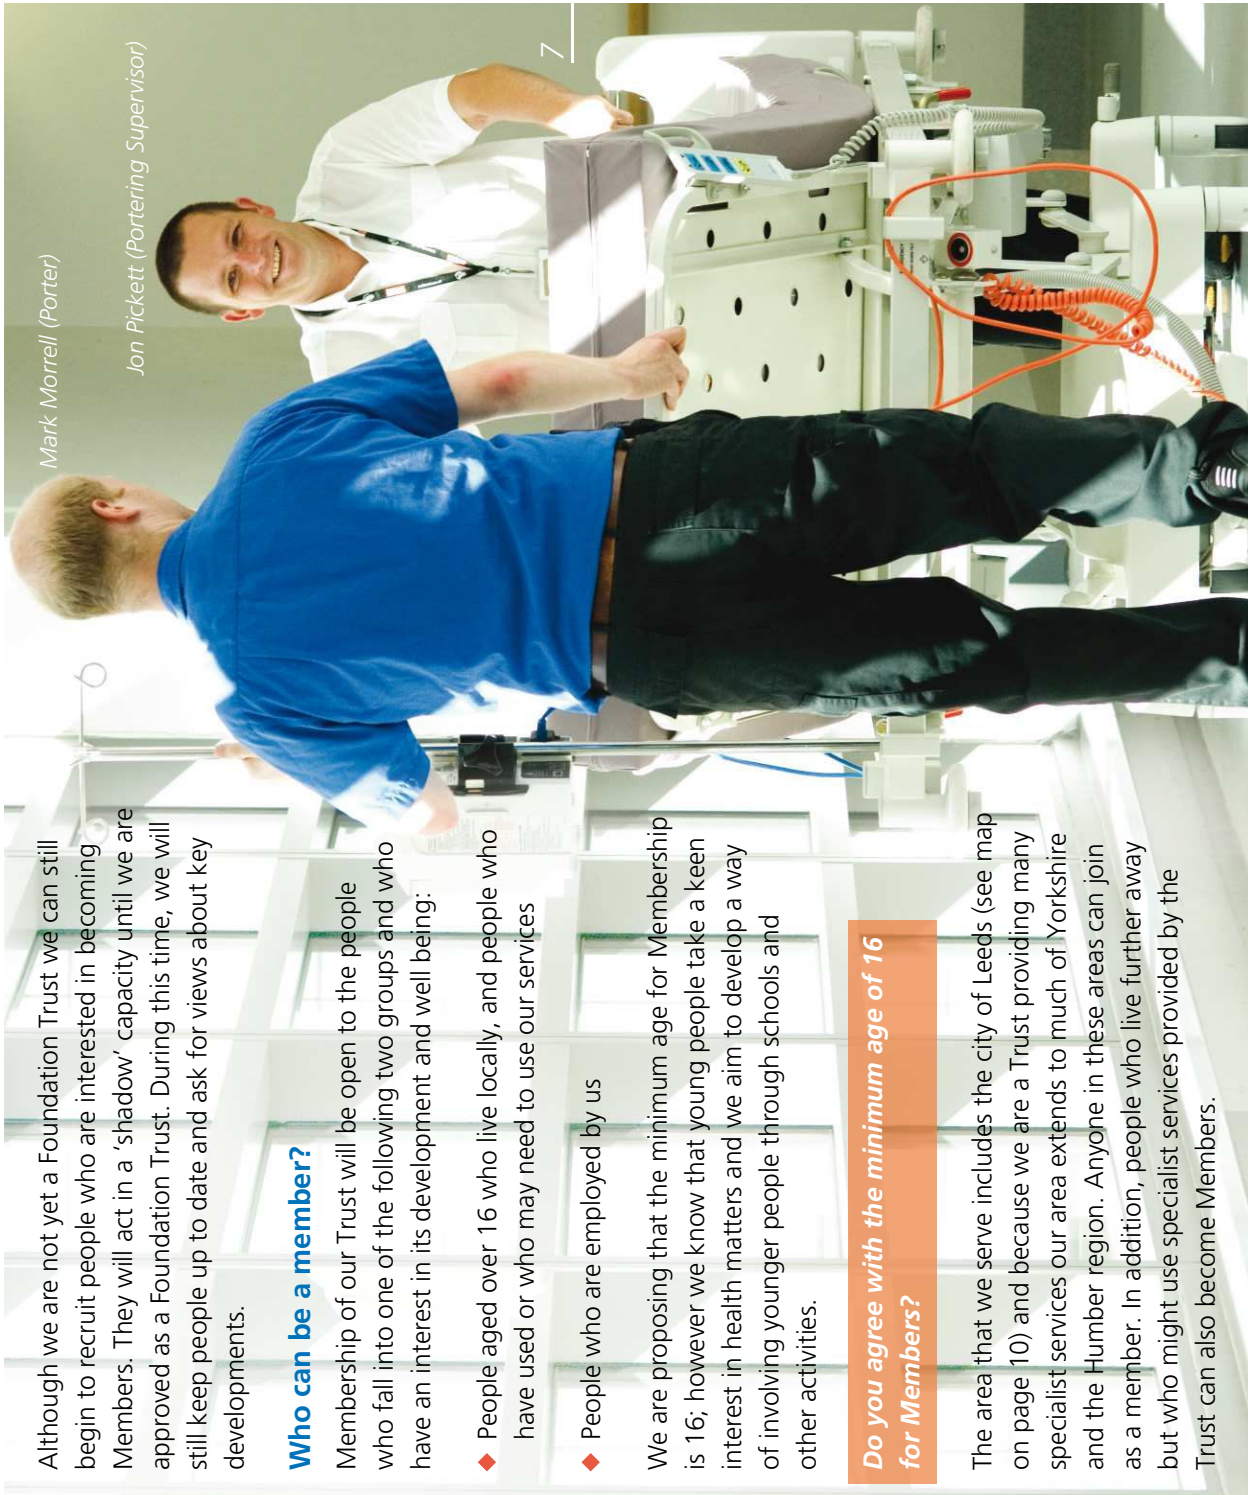 Although we are not yet a Foundation Trust we can still
begin to recruit people who are interested in becoming
Members. They will act in a ‘shadow’ capacity until we are
approved as a Foundation Trust. During this time, we will
still keep people up to date and ask for views about key
developments.
Who can be a member?
Membership of our Trust will be open to the people
who fall into one of the following two groups and who
have an interest in its development and well being:
◆ People aged over 16 who live locally, and people who
have used or who may need to use our services
◆ People who are employed by us
We are proposing that the minimum age for Membership
is 16; however we know that young people take a keen
interest in health matters and we aim to develop a way
of involving younger people through schools and
other activities.
Do you agree with the minimum age of 16
for Members?
The area that we serve includes the city of Leeds (see map
on page 10) and because we are a Trust providing many
specialist services our area extends to much of Yorkshire
and the Humber region. Anyone in these areas can join
as a member. In addition, people who live further away
but who might use specialist services provided by the
Trust can also become Members.
Mark Morrell (Porter)
Jon Pickett (Portering Supervisor)
7